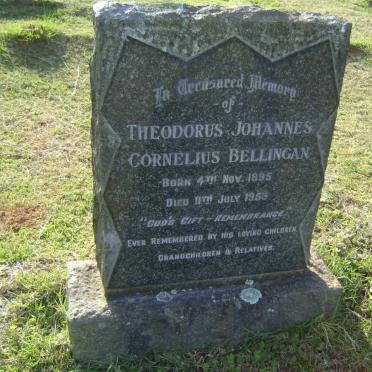 In Treasured Memory
of
THEODORUS JOHANNES
CORNELIUS BELLINGAN
BORN 4TH NOV. 1895
DIED 11TH JULY 1959
"GOD'S GIFT - REMEMBRANCE.
EVER REMEMBERED BY HIS LOVING CHILDREN,
GRANDCHILDREN & RELATIVES.